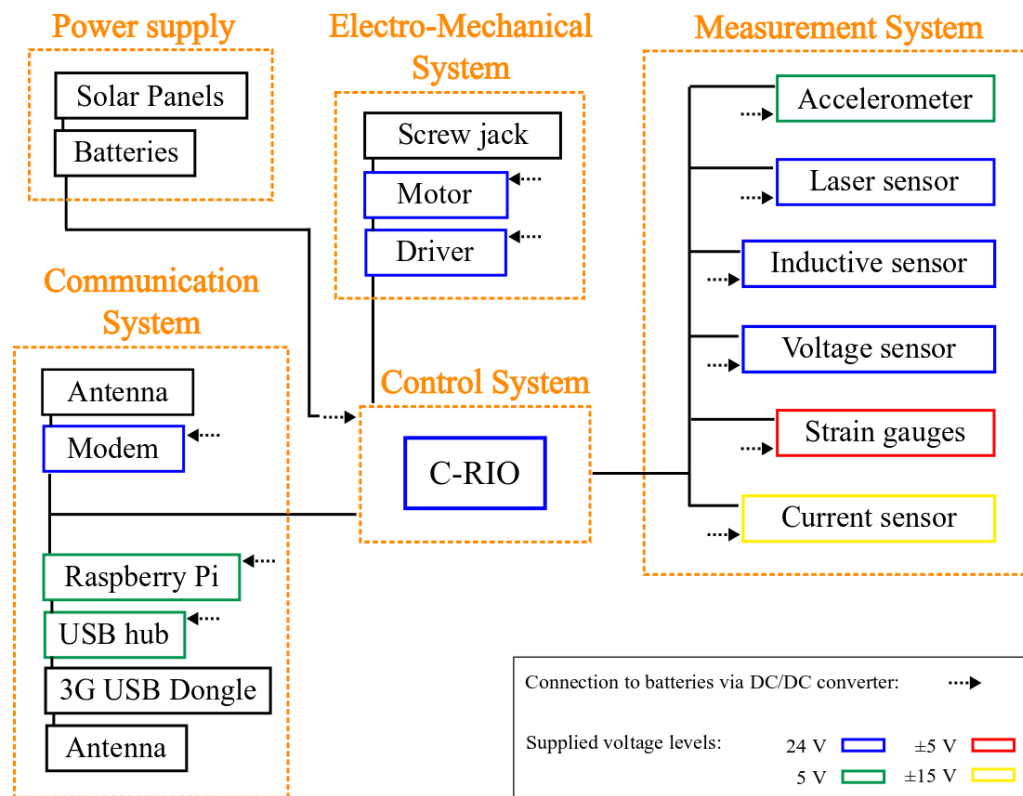 Power supply
Solar Panels
Batteries
Electro-Mechanical
System
Screw jack
Motor
Driver
Measurement System
Accelerometer
Laser sensor
Inductive sensor
Voltage sensor
Strain gauges
Current sensor
Communication
System
Antenna
Modem
Raspberry Pi
USB hub
3G USB Dongle
Antenna
Control System
C-RIO
Connection to batteries via DC/DC converter:
Supplied voltage levels:
24 V
±5 V
5 V
±15 V